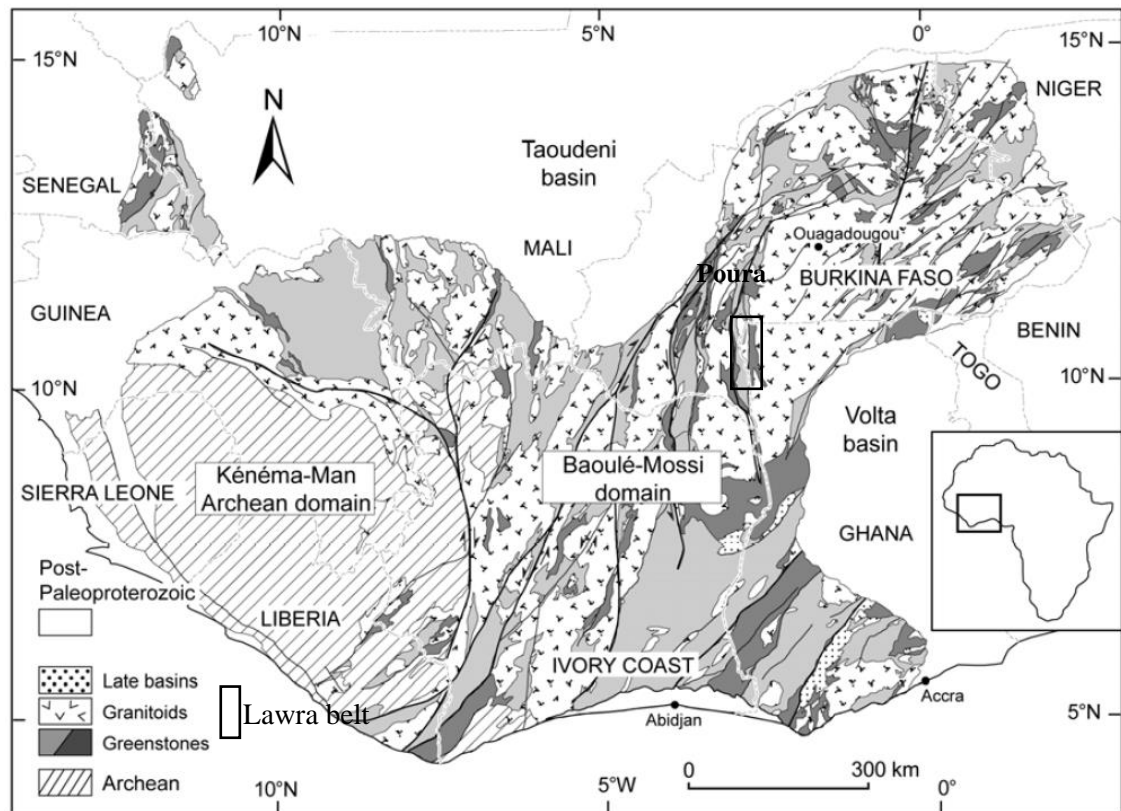 10°N
5°N
0°
15°N
15°N
NIGER
N
Taoudeni
basin
SENEGAL
Ouagadougou
MALI
Poura
BURKINA FASO
GUINEA
BENIN
TOGO
10°N
10°N
Volta
basin
Kénéma-Man
Archean domain
Baoulé-Mossi
domain
SIERRA LEONE
GHANA
Post-
Paleoproterozoic
LIBERIA
IVORY COAST
Late basins
Accra
Granitoids
Lawra belt
Abidjan
5°N
Greenstones
Archean
10°N
5°W
0
300 km
0°